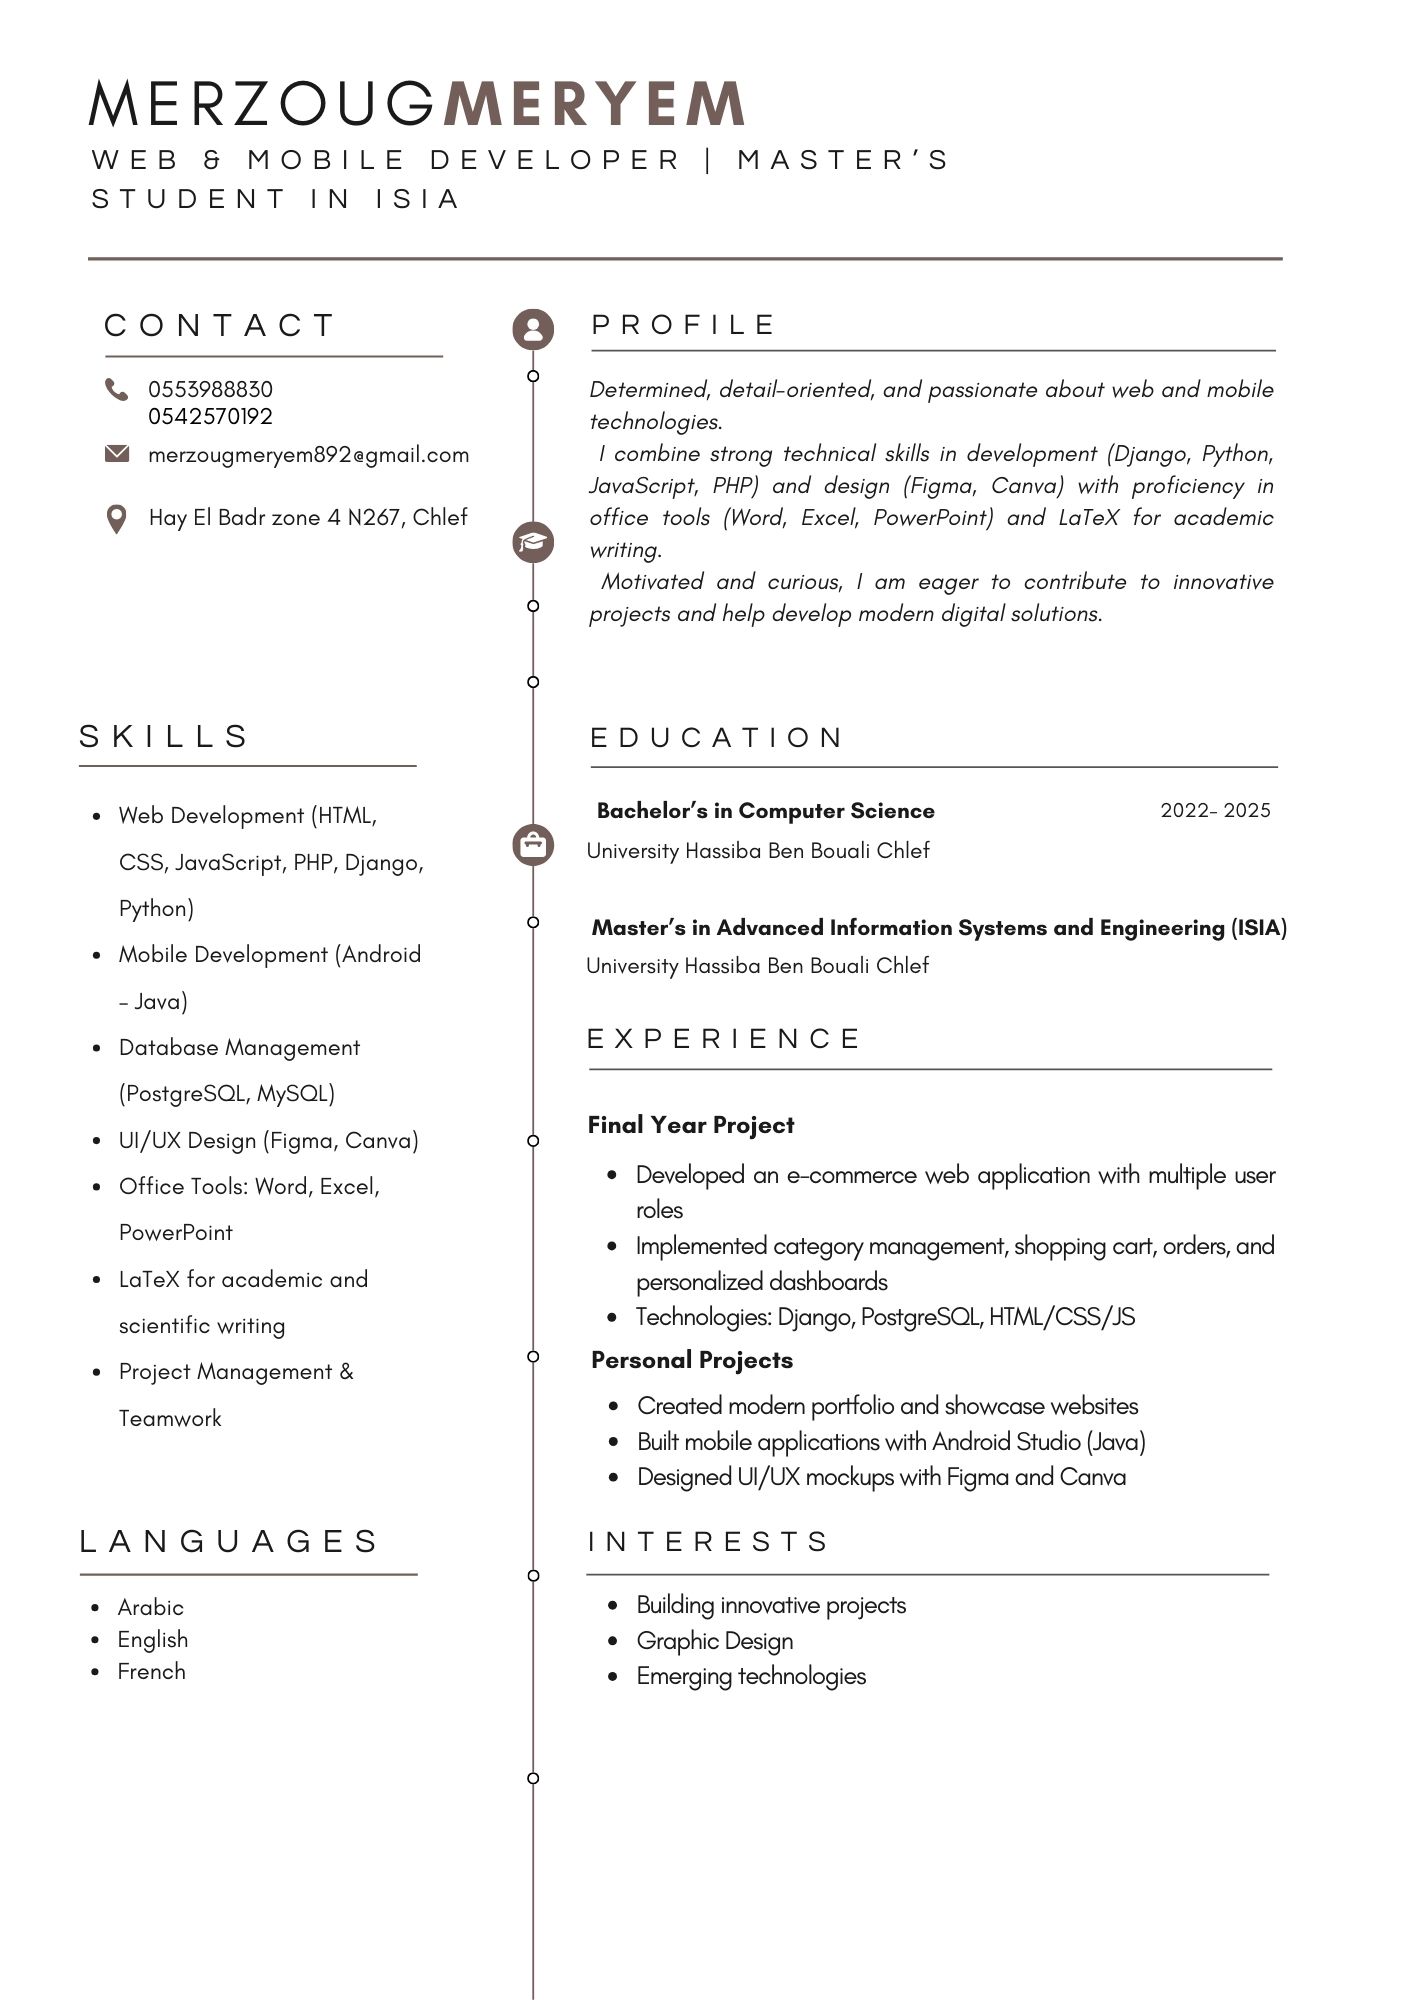 MERZOUGMERYEM
WEB & MOBILE DEVELOPER | MASTER'S
STUDENT IN ISIA
CONTACT
0553988830
0542570192
merzougmeryem892@gmail.com
Hay El Badr zone 4 N267, Chlef
PROFILE
Determined, detail-oriented, and passionate about web and mobile
technologies.
I combine strong technical skills in development (Django, Python,
JavaScript, PHP) and design (Figma, Canva) with proficiency in
office tools (Word, Excel, PowerPoint) and LaTeX for academic
writing.
Motivated and curious, I am eager to contribute to innovative
projects and help develop modern digital solutions.
SKILLS
• Web Development (HTML,
CSS, JavaScript, PHP, Django,
Python)
• Mobile Development (Android
- Java)
• Database Management
(PostgreSQL, MySQL)
• UI/UX Design (Figma, Canva)
• Office Tools: Word, Excel,
PowerPoint
• LaTeX for academic and
scientific writing
• Project Management &
Teamwork
EDUCATION
Bachelor's in Computer Science 2022- 2025
University Hassiba Ben Bouali Chlef
Master's in Advanced Information Systems and Engineering (ISIA)
University Hassiba Ben Bouali Chlef
EXPERIENCE
Final Year Project
• Developed an e-commerce web application with multiple user
roles
• Implemented category management, shopping cart, orders, and
personalized dashboards
• Technologies: Django, PostgreSQL, HTML/CSS/JS
Personal Projects
• Created modern portfolio and showcase websites
• Built mobile applications with Android Studio (Java)
• Designed UI/UX mockups with Figma and Canva
LANGUAGES
• Arabic
• English
• French
INTERESTS
• Building innovative projects
• Graphic Design
• Emerging technologies